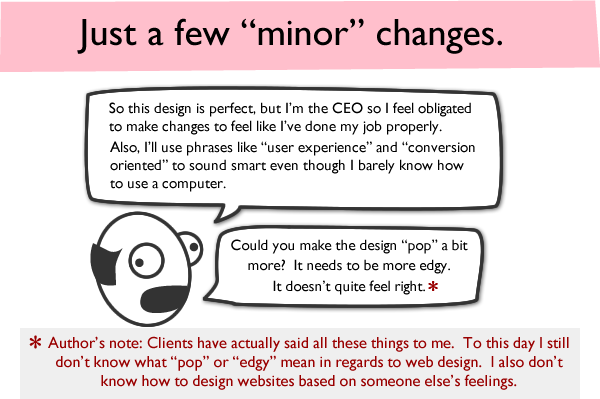 Just a few “minor” changes.
So this design is perfect, but I’m the CEO so I feel obligated
to make changes to feel like I’ve done my job properly.
Also, I’ll use phrases like “user experience” and “conversion
oriented” to sound smart even though I barely know how
to use a computer.
Could you make the design “pop” a bit
more? It needs to be more edgy.
It doesn’t quite feel right.*
* Author’s note: Clients have actually said all these things to me. To this day I still
don’t know what “pop” or “edgy” mean in regards to web design. I also don’t
know how to design websites based on someone else’s feelings.